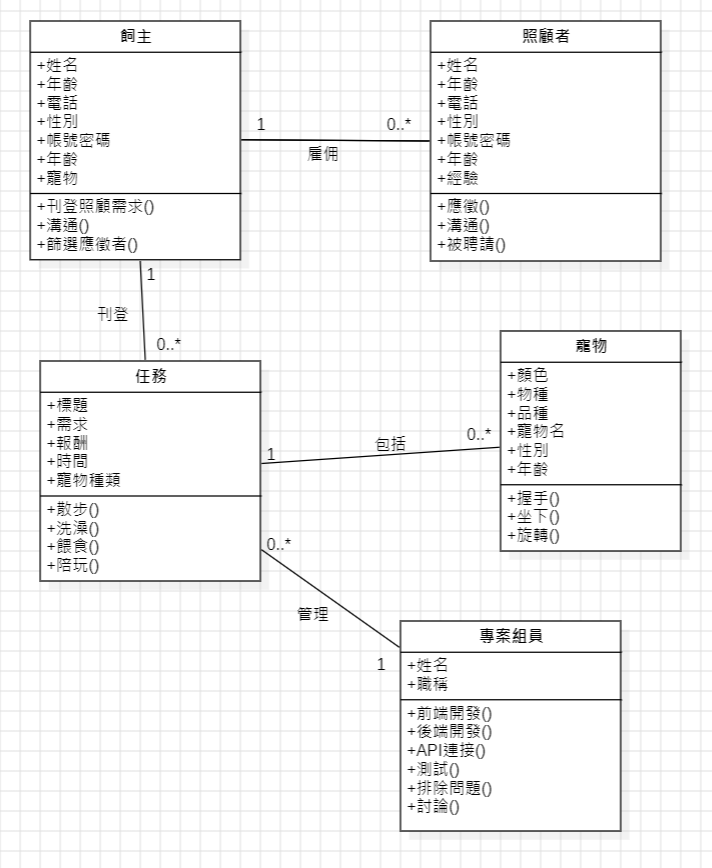 飼主
+姓名
+年齡
+電話
+性別
+帳號密碼
+年齡
+寵物
+刊登照顧需求()
+溝通()
+篩選應徵者()
1
0..*
雇佣
照顧者
+姓名
+年齡
+電話
+性別
+帳號密碼
+年齡
+經驗
+應徵()
+溝通()
+被聘請()
1
刊登
0..*
任務
+標題
+需求
+報酬
+時間
+寵物種類
+散步()
+洗澡()
+餵食()
+陪玩()
1
包括
0..*
寵物
+顏色
+物種
+品種
+寵物名
+性別
+年齡
+握手()
+坐下()
+旋轉()
0..*
管理
1
專案組員
+姓名
+職稱
+前端開發()
+後端開發()
+API連接()
+測試()
+排除問題()
+討論()